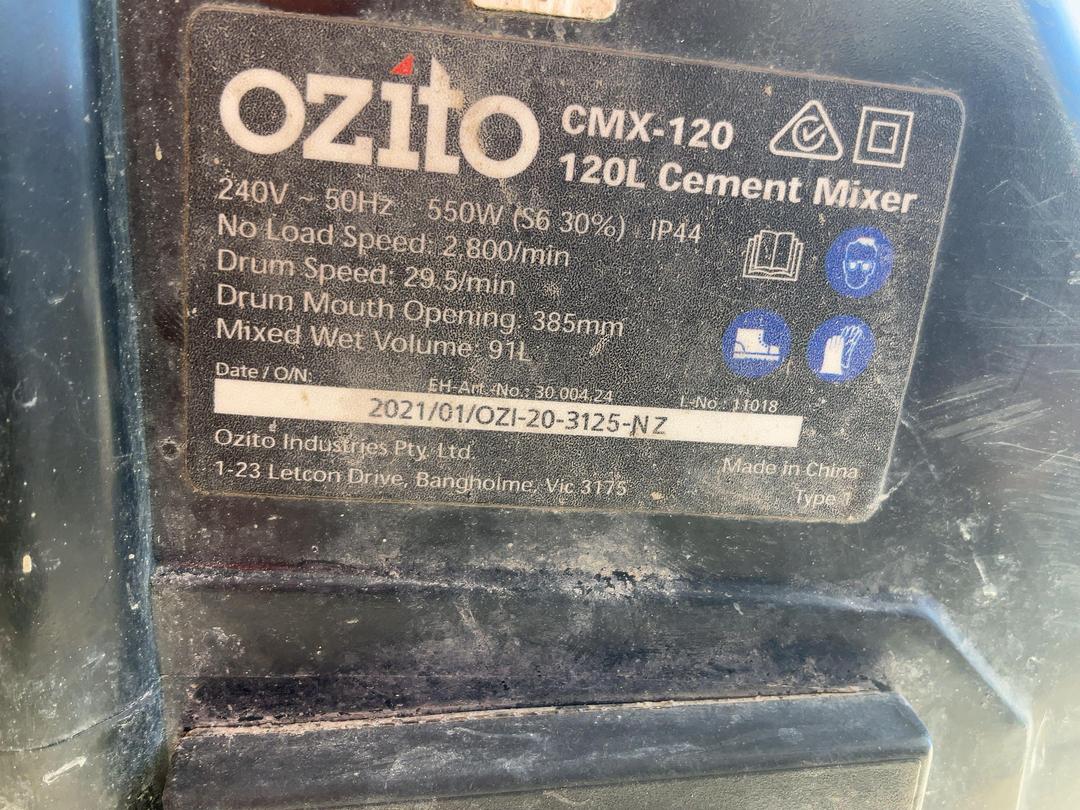 ozito
CMX-120
120L Cement Mixer
240V ~ 50Hz 550W (S6 30%) IP44
No Load Speed: 2,800/min
Drum Speed: 29.5/min
Drum Mouth Opening: 385mm
Mixed Wet Volume: 91L
Date / O/N: EH-Art.-No.: 30.004.24 I.-No.: 11018
2021/01/OZI-20-3125-NZ
Ozito Industries Pty. Ltd.
1-23 Letcon Drive, Bangholme, Vic 3175
Made in China
Type 1